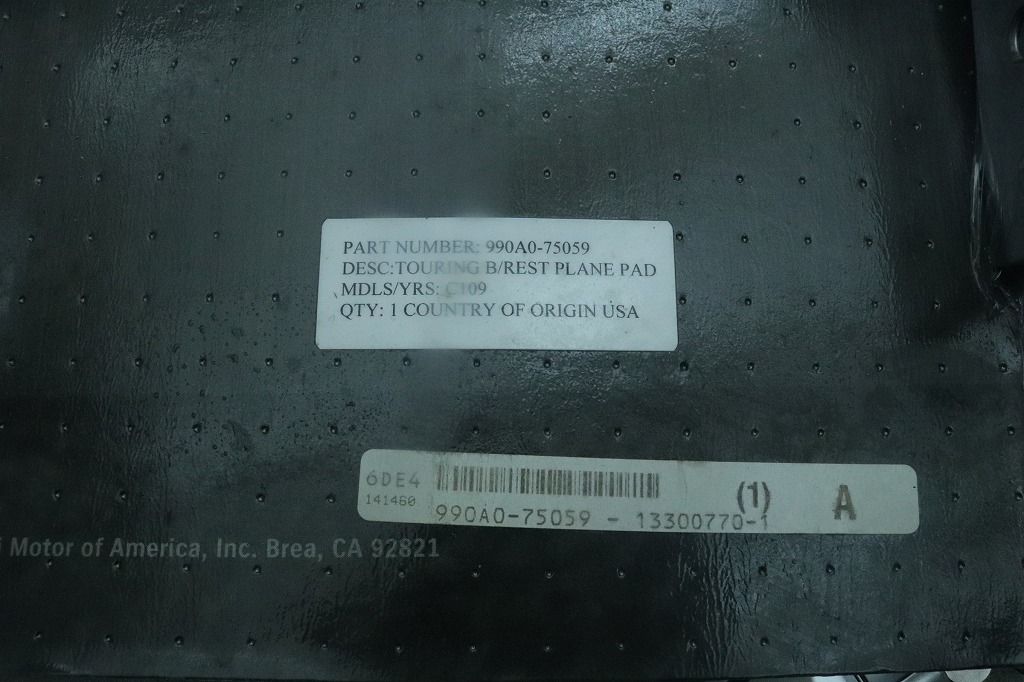 PART NUMBER: 990A0-75059
DESC:TOURING B/REST PLANE PAD
MDLS/YRS: C109
QTY: 1 COUNTRY OF ORIGIN USA
6DE4
141460
990A0-75059 - 13300770-1
(1)
A
i Motor of America, Inc. Brea, CA 92821